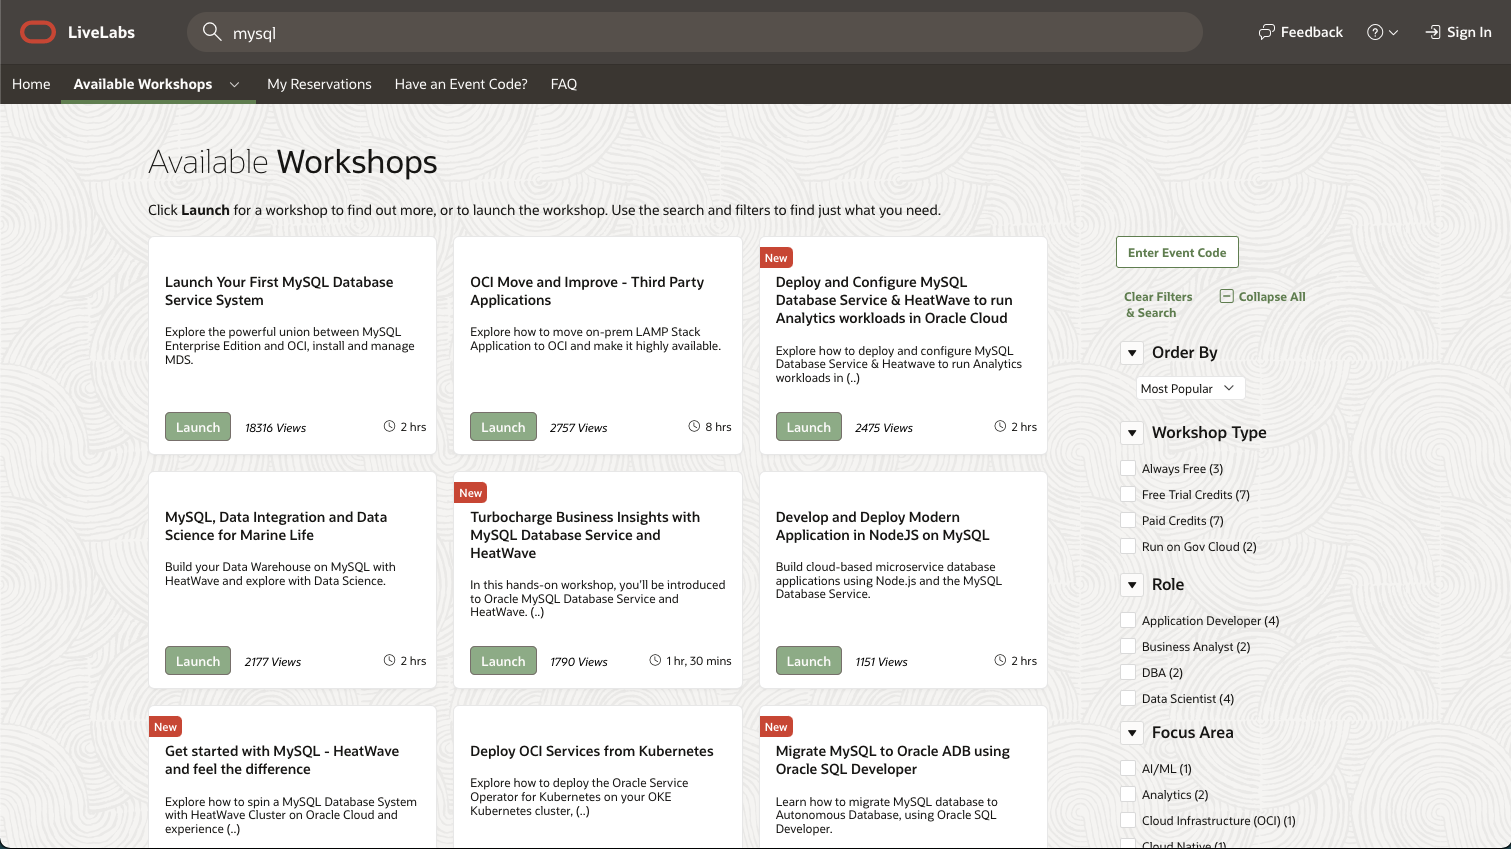 LiveLabs
mysql
Feedback
Sign In
Home
Available Workshops
My Reservations
Have an Event Code?
FAQ
Available Workshops
Click Launch for a workshop to find out more, or to launch the workshop. Use the search and filters to find just what you need.
Launch Your First MySQL Database
Service System
Explore the powerful union between MySQL
Enterprise Edition and OCI, install and manage
MDS.
Launch
18316 Views
2 hrs
OCI Move and Improve - Third Party
Applications
Explore how to move on-prem LAMP Stack
Application to OCI and make it highly available.
Launch
2757 Views
8 hrs
New
Deploy and Configure MySQL
Database Service & HeatWave to run
Analytics workloads in Oracle Cloud
Explore how to deploy and configure MySQL
Database Service & Heatwave to run Analytics
workloads in (..)
Launch
2475 Views
2 hrs
MySQL, Data Integration and Data
Science for Marine Life
Build your Data Warehouse on MySQL with
HeatWave and explore with Data Science.
Launch
2177 Views
2 hrs
New
Turbocharge Business Insights with
MySQL Database Service and
HeatWave
In this hands-on workshop, you'll be introduced
to Oracle MySQL Database Service and
HeatWave. (..)
Launch
1790 Views
1 hr, 30 mins
Develop and Deploy Modern
Application in NodeJS on MySQL
Build cloud-based microservice database
applications using Node.js and the MySQL
Database Service.
Launch
1151 Views
2 hrs
New
Get started with MySQL - HeatWave
and feel the difference
Explore how to spin a MySQL Database System
with HeatWave Cluster on Oracle Cloud and
experience (..)
Deploy OCI Services from Kubernetes
Explore how to deploy the Oracle Service
Operator for Kubernetes on your OKE
Kubernetes cluster, (..)
New
Migrate MySQL to Oracle ADB using
Oracle SQL Developer
Learn how to migrate MySQL database to
Autonomous Database, using Oracle SQL
Developer.
Enter Event Code
Clear Filters
& Search
Collapse All
Order By
Most Popular
Workshop Type
Always Free (3)
Free Trial Credits (7)
Paid Credits (7)
Run on Gov Cloud (2)
Role
Application Developer (4)
Business Analyst (2)
DBA (2)
Data Scientist (4)
Focus Area
AI/ML (1)
Analytics (2)
Cloud Infrastructure (OCI) (1)
Cloud Native (1)